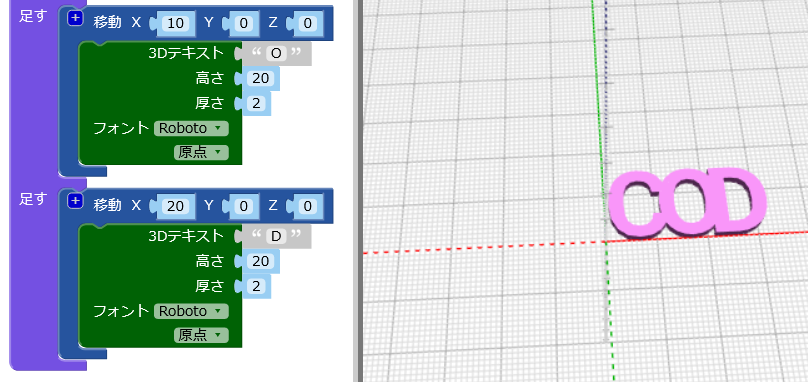 足す + 移動 X 10 Y 0 Z 0
3Dテキスト “ O ”
高さ 20
厚さ 2
フォント Roboto
原点
足す + 移動 X 20 Y 0 Z 0
3Dテキスト “ D ”
高さ 20
厚さ 2
フォント Roboto
原点
COD